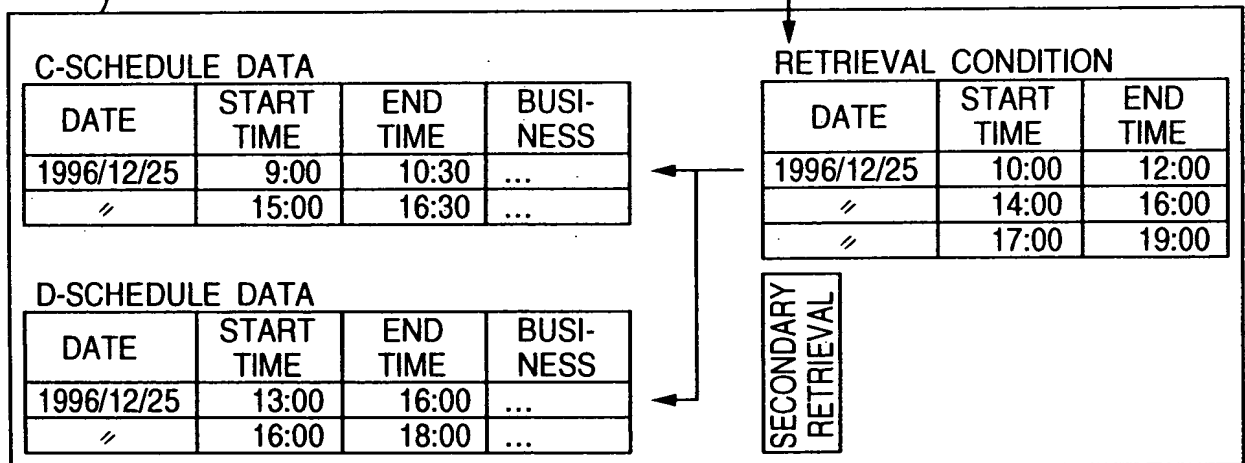 C-SCHEDULE DATA
DATE START TIME END TIME BUSI-NESS
1996/12/25 9:00 10:30 ...
〃 15:00 16:30 ...
RETRIEVAL CONDITION
DATE START TIME END TIME
1996/12/25 10:00 12:00
〃 14:00 16:00
〃 17:00 19:00
D-SCHEDULE DATA
DATE START TIME END TIME BUSI-NESS
1996/12/25 13:00 16:00 ...
〃 16:00 18:00 ...
SECONDARY
RETRIEVAL